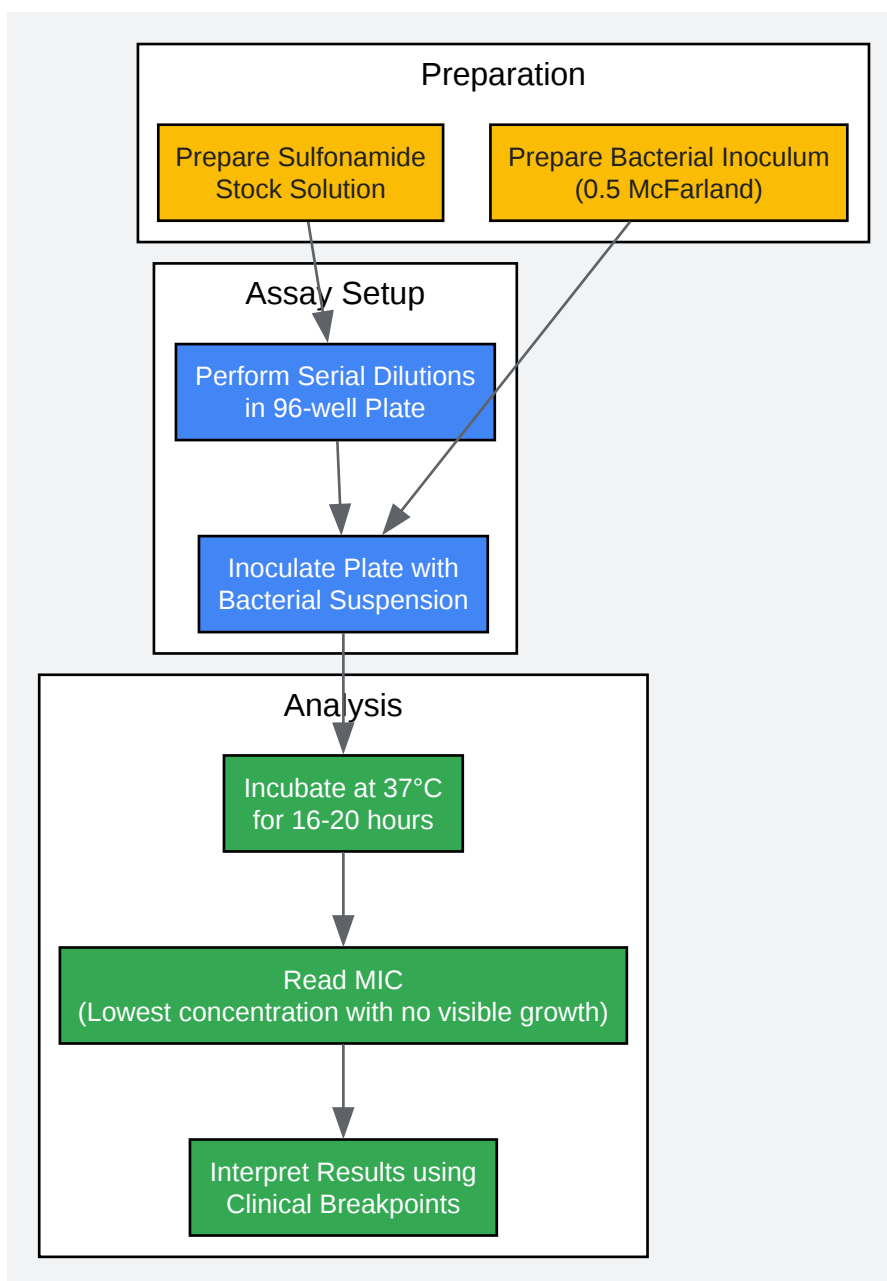 Preparation
Prepare Sulfonamide
Stock Solution
Prepare Bacterial Inoculum
(0.5 McFarland)
Assay Setup
Perform Serial Dilutions
in 96-well Plate
Inoculate Plate with
Bacterial Suspension
Analysis
Incubate at 37°C
for 16-20 hours
Read MIC
(Lowest concentration with no visible growth)
Interpret Results using
Clinical Breakpoints